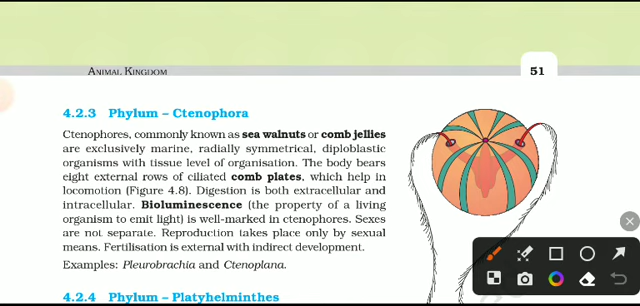 ANIMAL KINGDOM
51
4.2.3 Phylum – Ctenophora
Ctenophores, commonly known as sea walnuts or comb jellies
are exclusively marine, radially symmetrical, diploblastic
organisms with tissue level of organisation. The body bears
eight external rows of ciliated comb plates, which help in
locomotion (Figure 4.8). Digestion is both extracellular and
intracellular. Bioluminescence (the property of a living
organism to emit light) is well-marked in ctenophores. Sexes
are not separate. Reproduction takes place only by sexual
means. Fertilisation is external with indirect development.
Examples: Pleurobrachia and Ctenoplana.
4.2.4 Phylum – Platyhelminthes